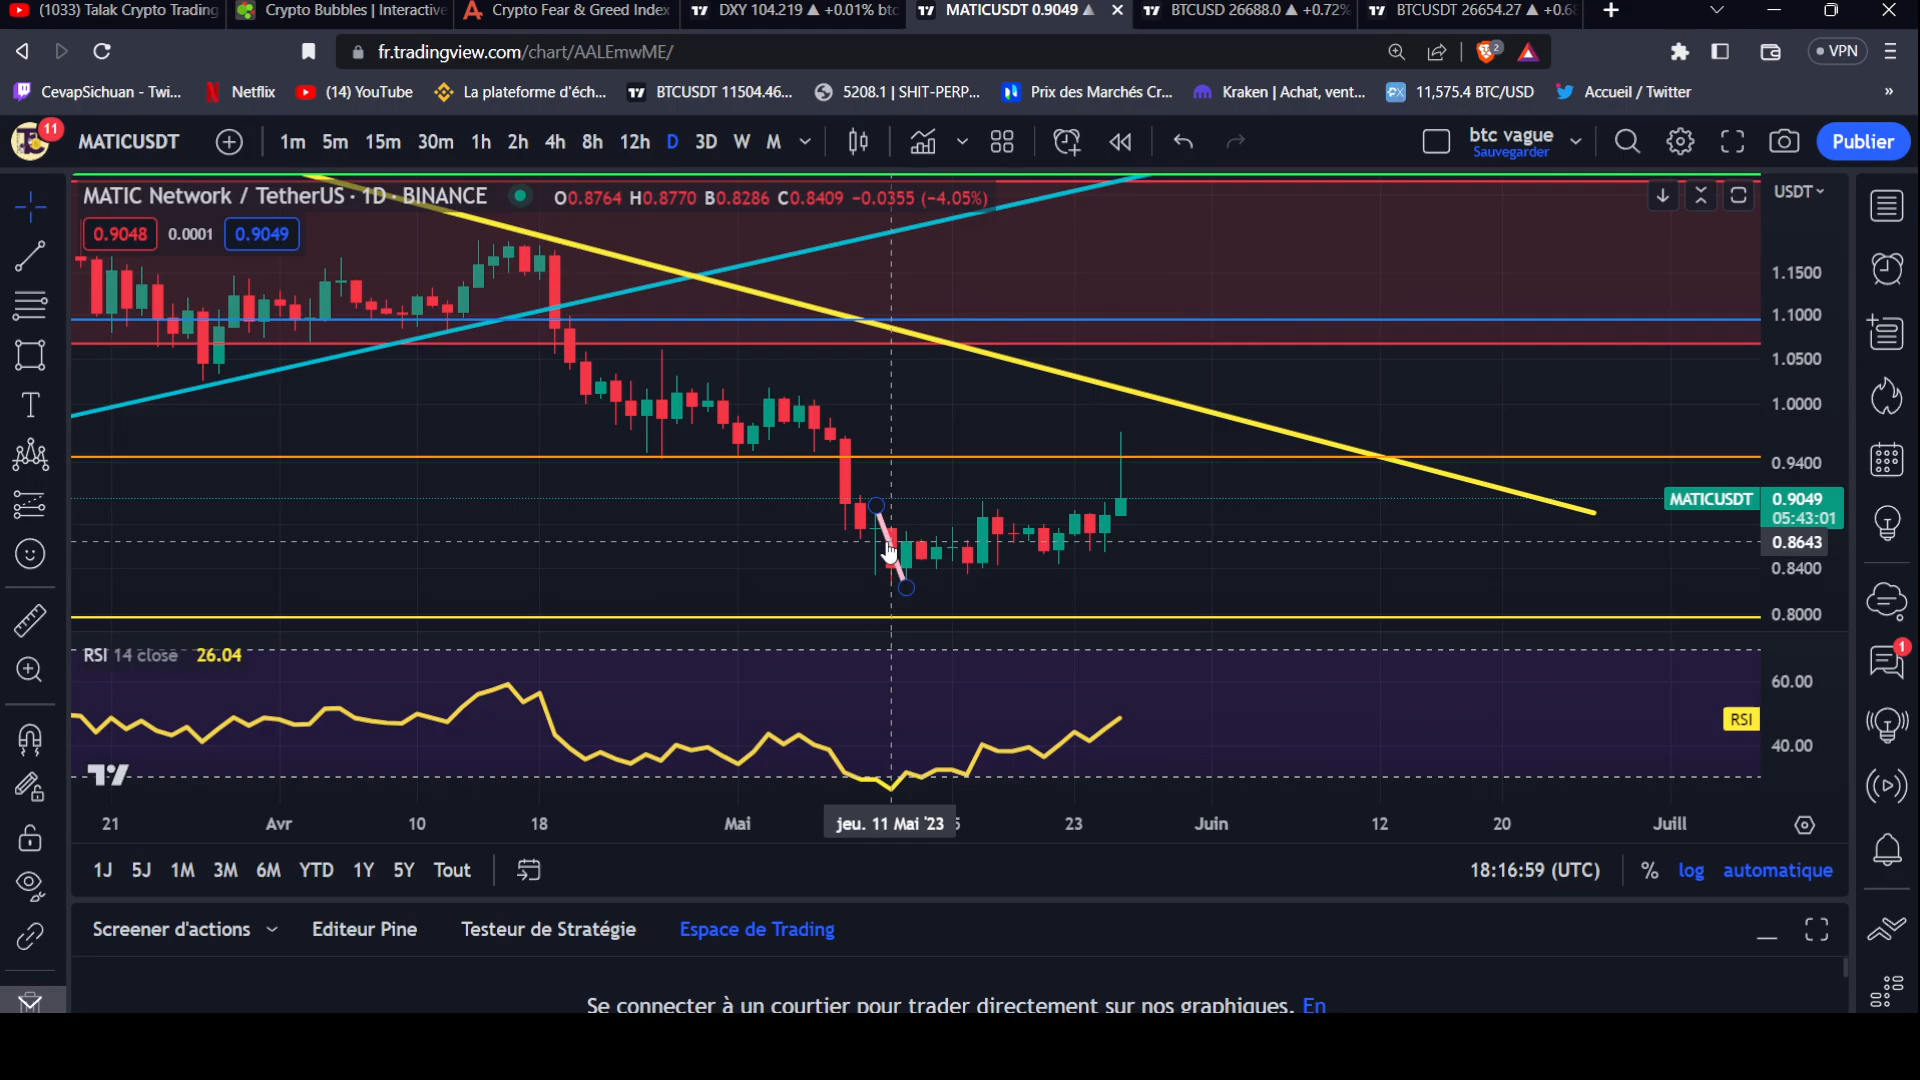 (1033) Talak Crypto Trading
Crypto Bubbles | Interactive
Crypto Fear & Greed Index
DXY 104.219 ▲ +0.01% btc
MATICUSDT 0.9049 ▲
BTCUSD 26688.0 ▲ +0.72%
BTCUSDT 26654.27 ▲ +0.68
fr.tradingview.com/chart/AALEmwME/
2
VPN
CevapSichuan - Twi...
Netflix
(14) YouTube
La plateforme d'éch...
BTCUSDT 11504.46...
5208.1 | SHIT-PERP...
Prix des Marchés Cr...
Kraken | Achat, vent...
11,575.4 BTC/USD
Accueil / Twitter
»
11
MATICUSDT
1m 5m 15m 30m 1h 2h 4h 8h 12h D 3D W M
btc vague
Sauvegarder
Publier
MATIC Network / TetherUS · 1D · BINANCE
O0.8764 H0.8770 B0.8286 C0.8409 -0.0355 (-4.05%)
USDT
0.9048 0.0001 0.9049
1.1500
1.1000
1.0500
1.0000
0.9400
MATICUSDT 0.9049
05:43:01
0.8643
0.8400
0.8000
RSI 14 close 26.04
60.00
RSI
40.00
21 Avr 10 18 Mai jeu. 11 Mai '23 5 23 Juin 12 20 Juill
1J 5J 1M 3M 6M YTD 1Y 5Y Tout
18:16:59 (UTC) % log automatique
Screener d'actions Editeur Pine Testeur de Stratégie Espace de Trading
Se connecter à un courtier pour trader directement sur nos graphiques. En
1